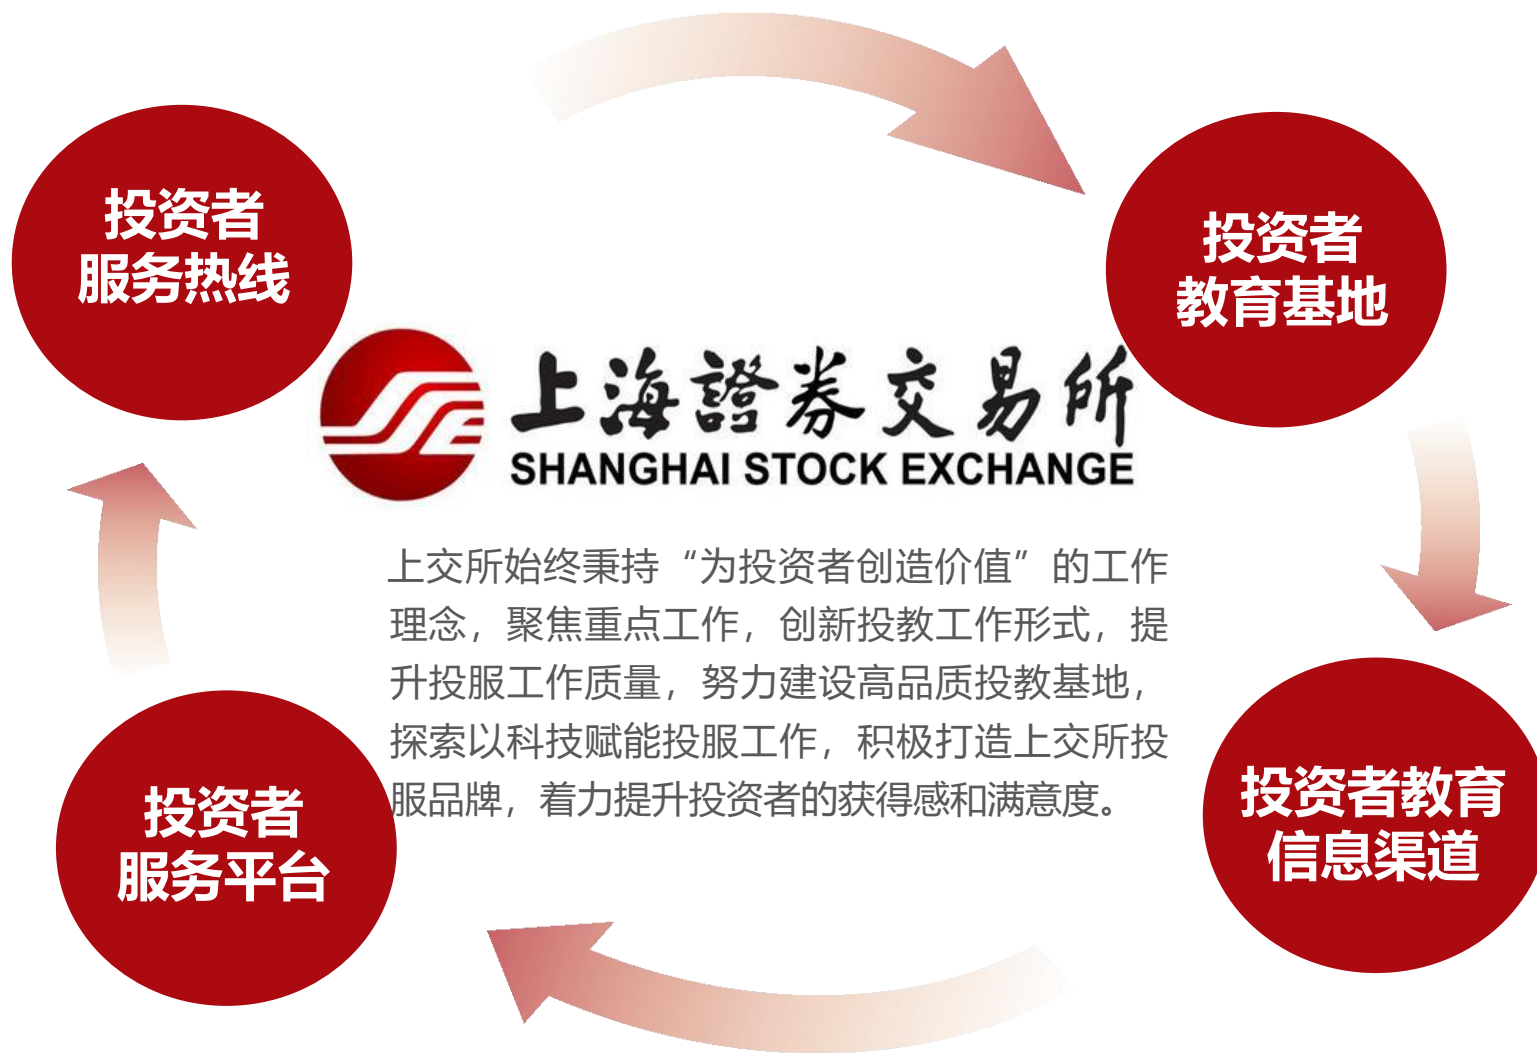 投资者
服务热线
投资者
教育基地
上海證券交易所
SHANGHAI STOCK EXCHANGE
上交所始终秉持“为投资者创造价值”的工作
理念，聚焦重点工作，创新投教工作形式，提
升投服工作质量，努力建设高品质投教基地，
探索以科技赋能投服工作，积极打造上交所投
服品牌，着力提升投资者的获得感和满意度。
投资者
服务平台
投资者教育
信息渠道